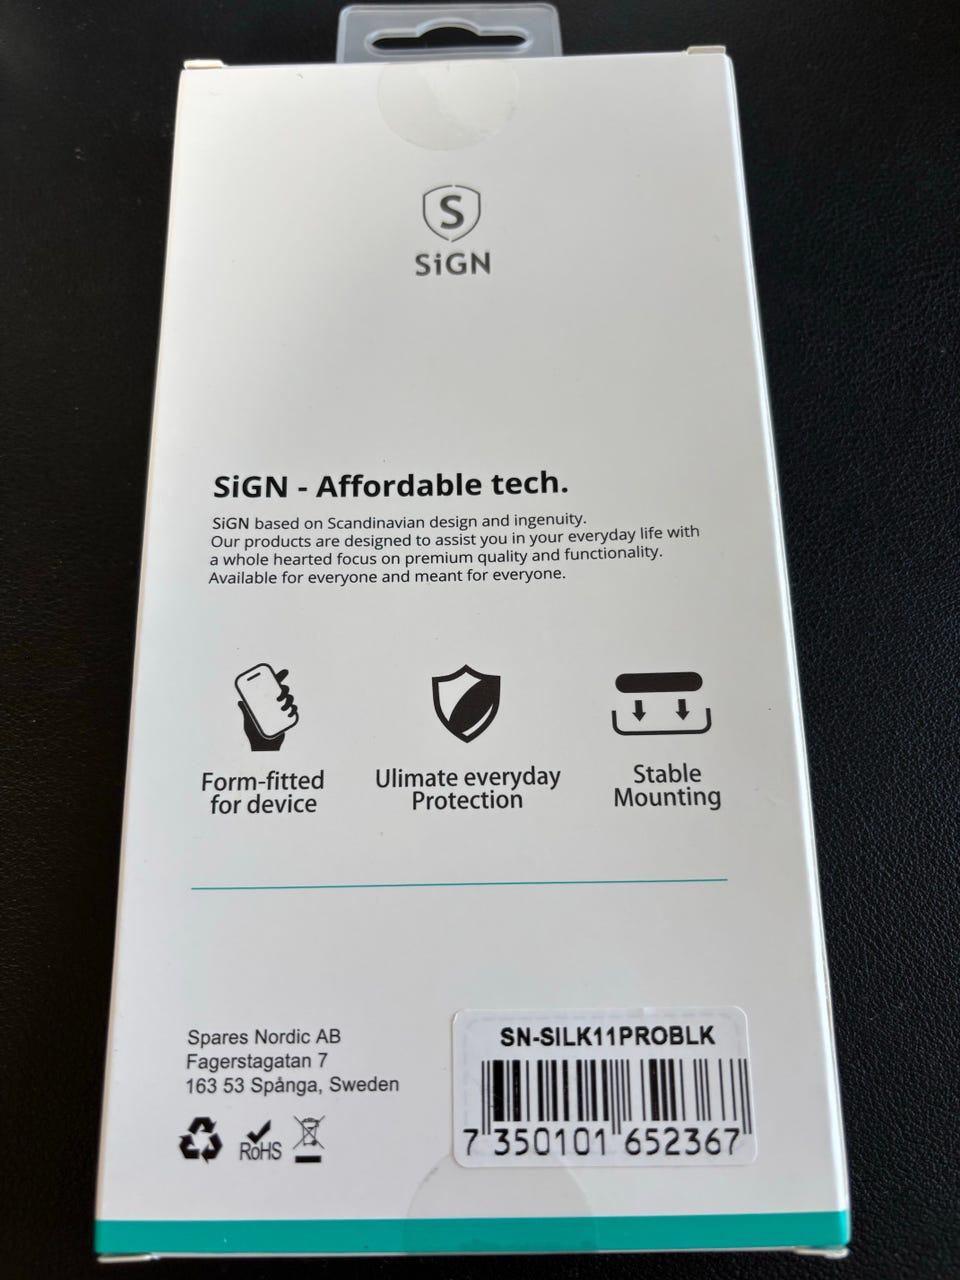 S
SiGN
SiGN - Affordable tech.
SiGN based on Scandinavian design and ingenuity.
Our products are designed to assist you in your everyday life with
a whole hearted focus on premium quality and functionality.
Available for everyone and meant for everyone.
Form-fitted
for device
Ulimate everyday
Protection
Stable
Mounting
Spares Nordic AB
Fagerstagatan 7
163 53 Spånga, Sweden
RoHS
SN-SILK11PROBLK
7 350101 652367